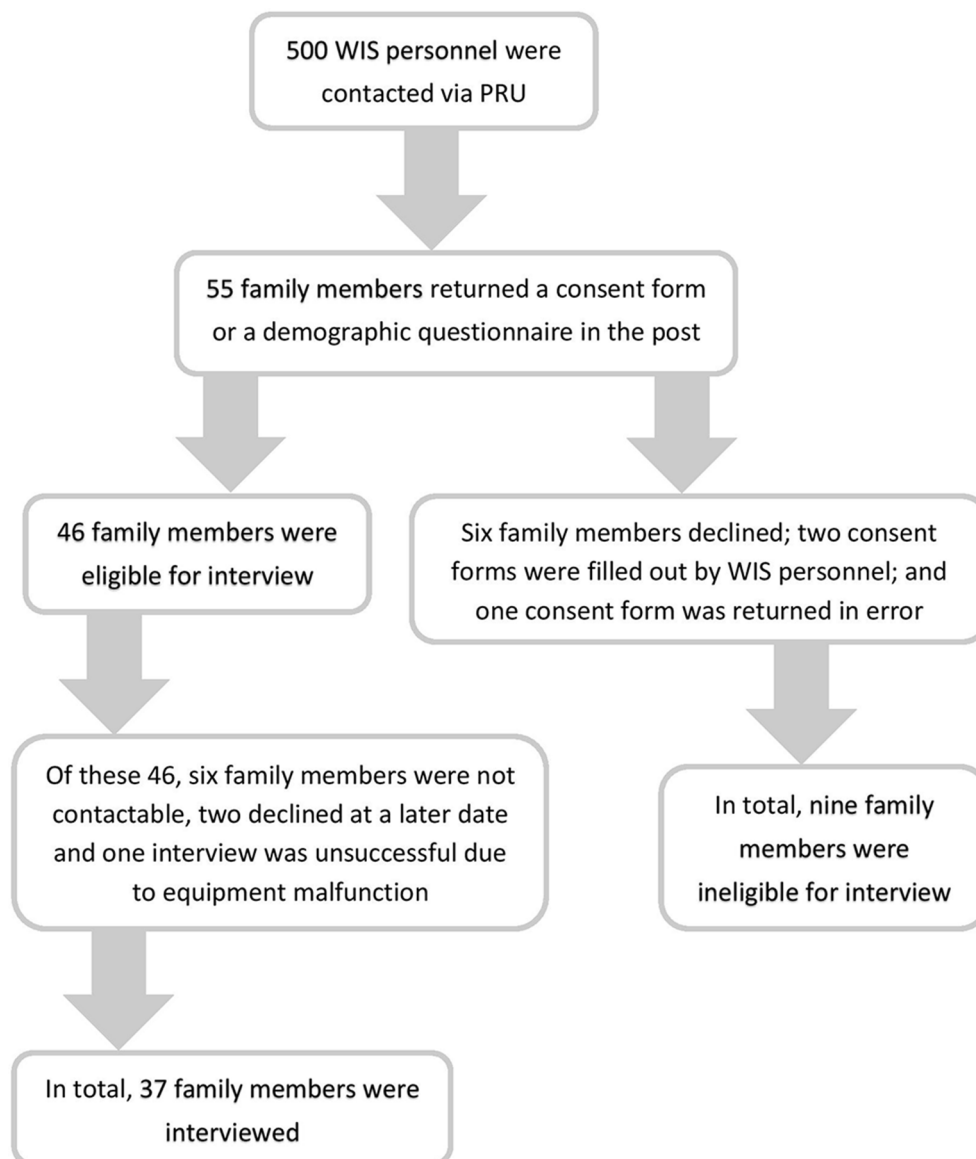 500 WIS personnel were
contacted via PRU
55 family members returned a consent form
or a demographic questionnaire in the post
46 family members were
eligible for interview
Six family members declined; two consent
forms were filled out by WIS personnel; and
one consent form was returned in error
Of these 46, six family members were not
contactable, two declined at a later date
and one interview was unsuccessful due
to equipment malfunction
In total, nine family
members were
ineligible for interview
In total, 37 family members were
interviewed